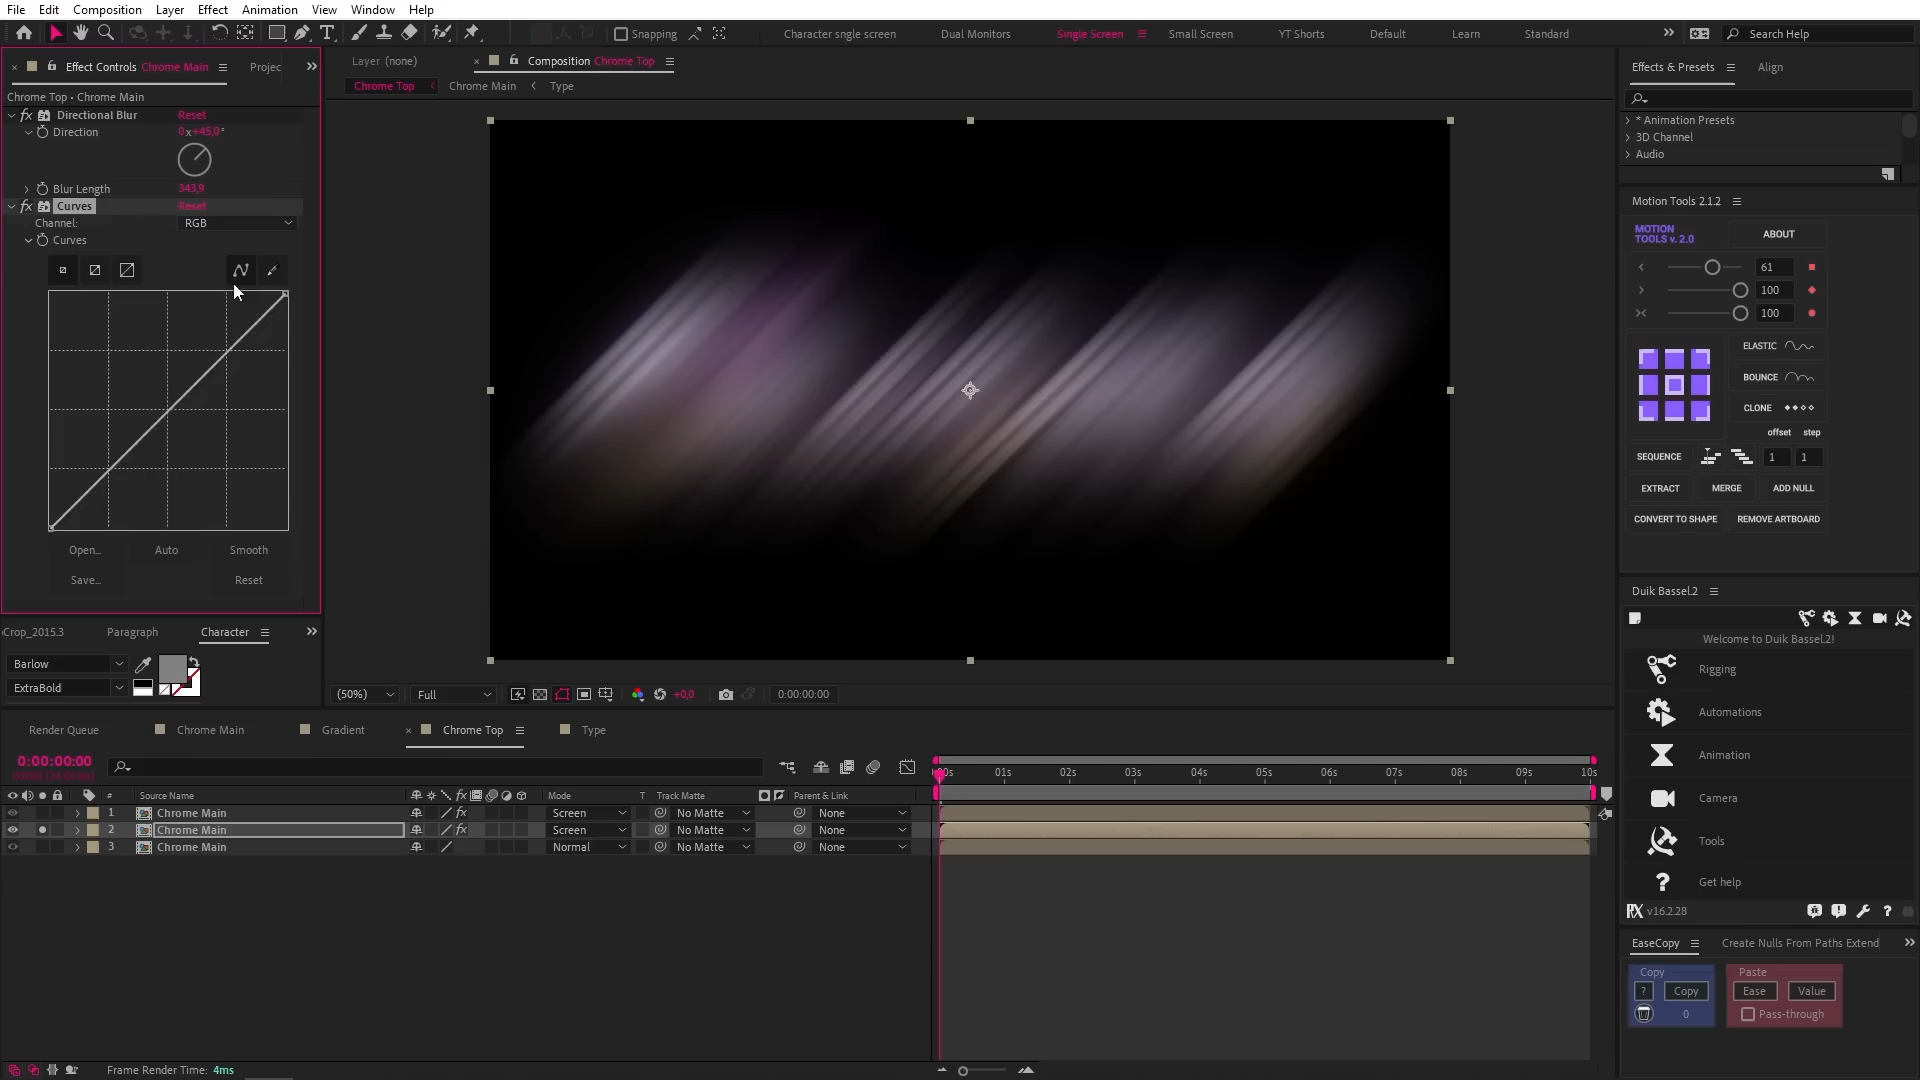 File Edit Composition Layer Effect Animation View Window Help
Snapping
Character sngle screen Dual Monitors Single Screen Small Screen YT Shorts Default Learn Standard
Search Help
Effect Controls Chrome Main Projec
Chrome Top • Chrome Main
fx Directional Blur Reset
Direction 0x+45,0°
Blur Length 343,9
fx Curves Reset
Channel: RGB
Curves
Open... Auto Smooth
Save... Reset
Crop_2015.3 Paragraph Character
Barlow
ExtraBold
Layer (none) Composition Chrome Top
Chrome Top Chrome Main Type
(50%) Full +0,0 0:00:00:00
Effects & Presets Align
* Animation Presets
3D Channel
Audio
Motion Tools 2.1.2
MOTION
TOOLS v. 2.0
ABOUT
61
100
100
ELASTIC
BOUNCE
CLONE
offset step
SEQUENCE 1 1
EXTRACT MERGE ADD NULL
CONVERT TO SHAPE REMOVE ARTBOARD
Duik Bassel.2
Welcome to Duik Bassel.2!
Rigging
Automations
Animation
Camera
Tools
? Get help
v16.2.28 ?
EaseCopy Create Nulls From Paths Extend
Copy Paste
? Copy Ease Value
0 Pass-through
Render Queue Chrome Main Gradient Chrome Top Type
0:00:00:00
# Source Name fx Mode T Track Matte Parent & Link
1 Chrome Main fx Screen No Matte None
2 Chrome Main fx Screen No Matte None
3 Chrome Main Normal No Matte None
00s 01s 02s 03s 04s 05s 06s 07s 08s 09s 10s
Frame Render Time: 4ms